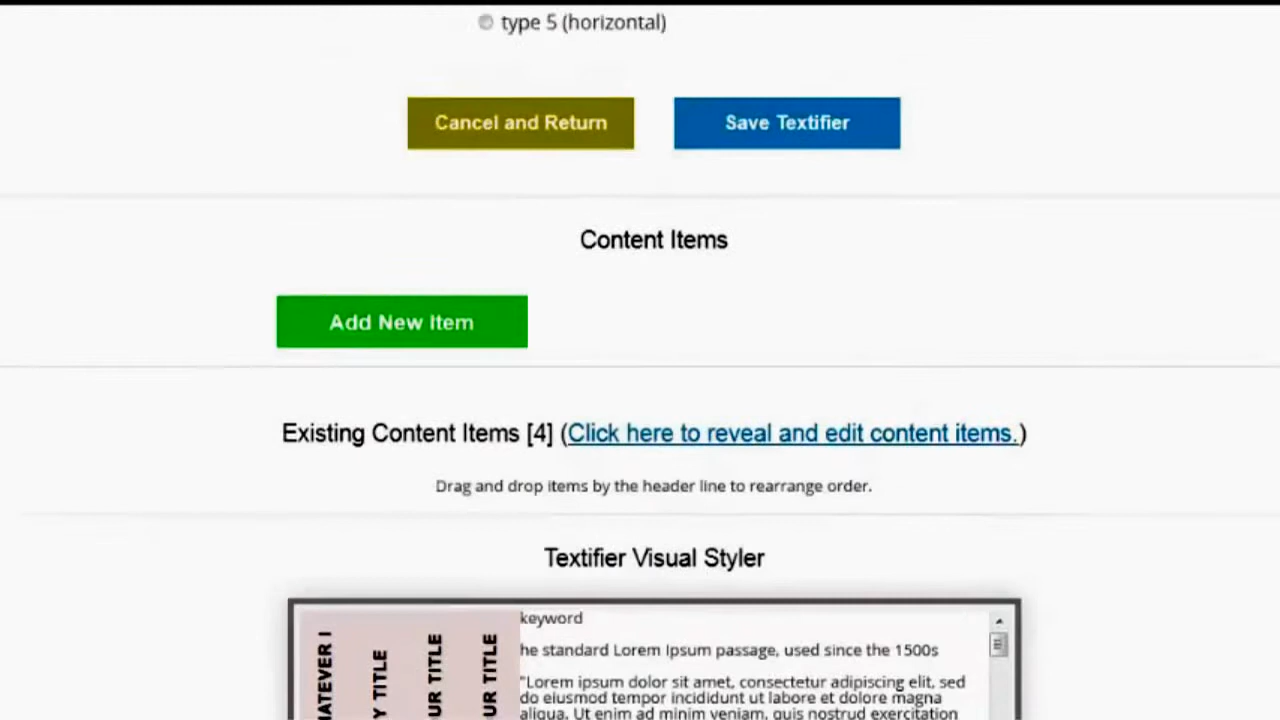 type 5 (horizontal)
Cancel and Return
Save Textifier
Content Items
Add New Item
Existing Content Items [4] (Click here to reveal and edit content items.)
Drag and drop items by the header line to rearrange order.
Textifier Visual Styler
HATEVER I
Y TITLE
UR TITLE
UR TITLE
keyword
he standard Lorem Ipsum passage, used since the 1500s
"Lorem ipsum dolor sit amet, consectetur adipiscing elit, sed
do eiusmod tempor incididunt ut labore et dolore magna
aliqua. Ut enim ad minim veniam, quis nostrud exercitation